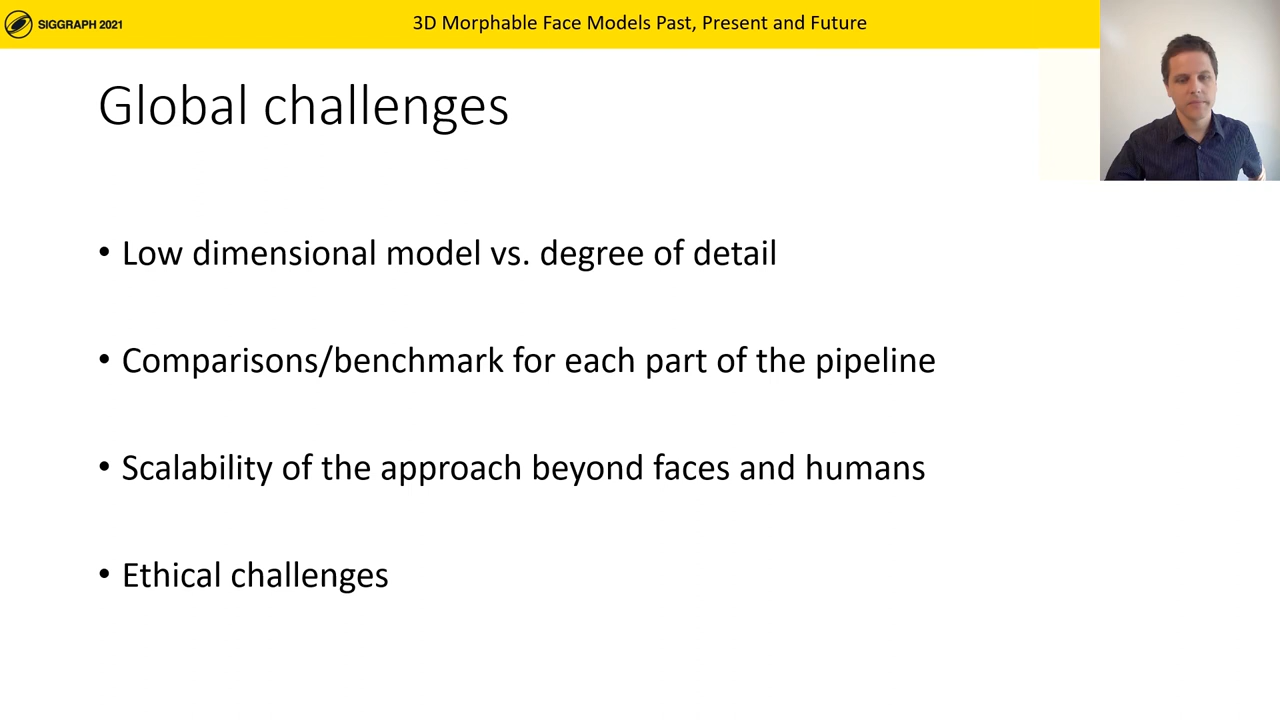 SIGGRAPH 2021
3D Morphable Face Models Past, Present and Future
Global challenges
• Low dimensional model vs. degree of detail
• Comparisons/benchmark for each part of the pipeline
• Scalability of the approach beyond faces and humans
• Ethical challenges